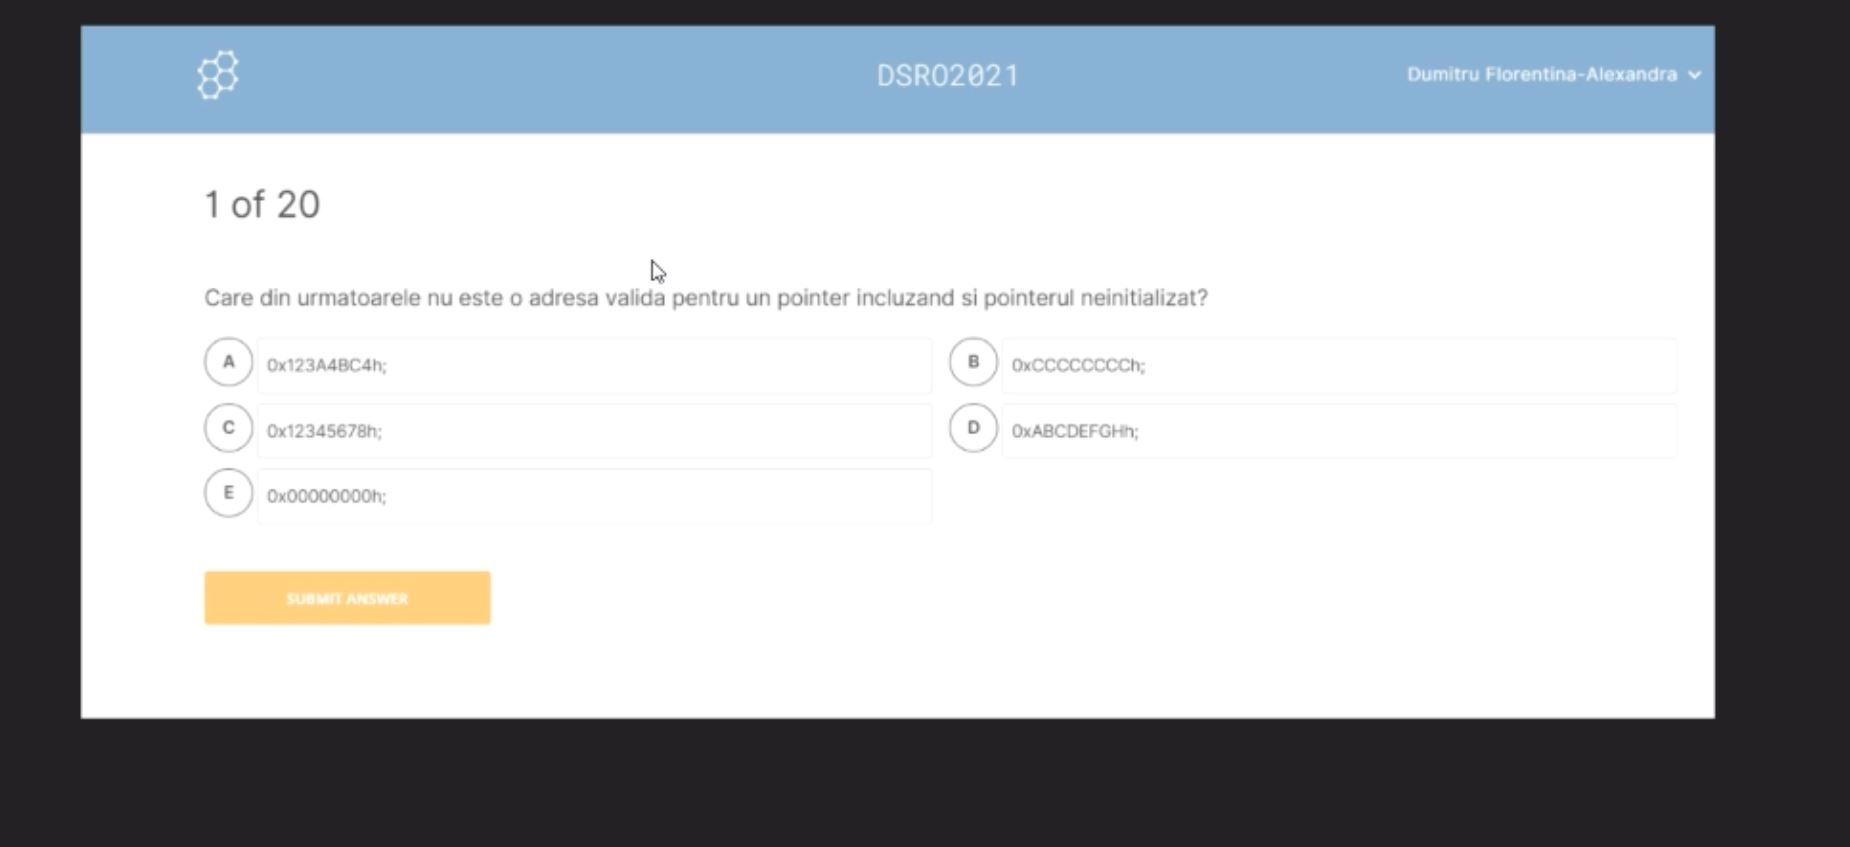 DSRO2021
Dumitru Florentina-Alexandra
1 of 20
Care din urmatoarele nu este o adresa valida pentru un pointer incluzand si pointerul neinitializat?
A 0x123A4BC4h;
B 0xCCCCCCCCh;
C 0x12345678h;
D 0xABCDEFGHh;
E 0x00000000h;
SUBMIT ANSWER